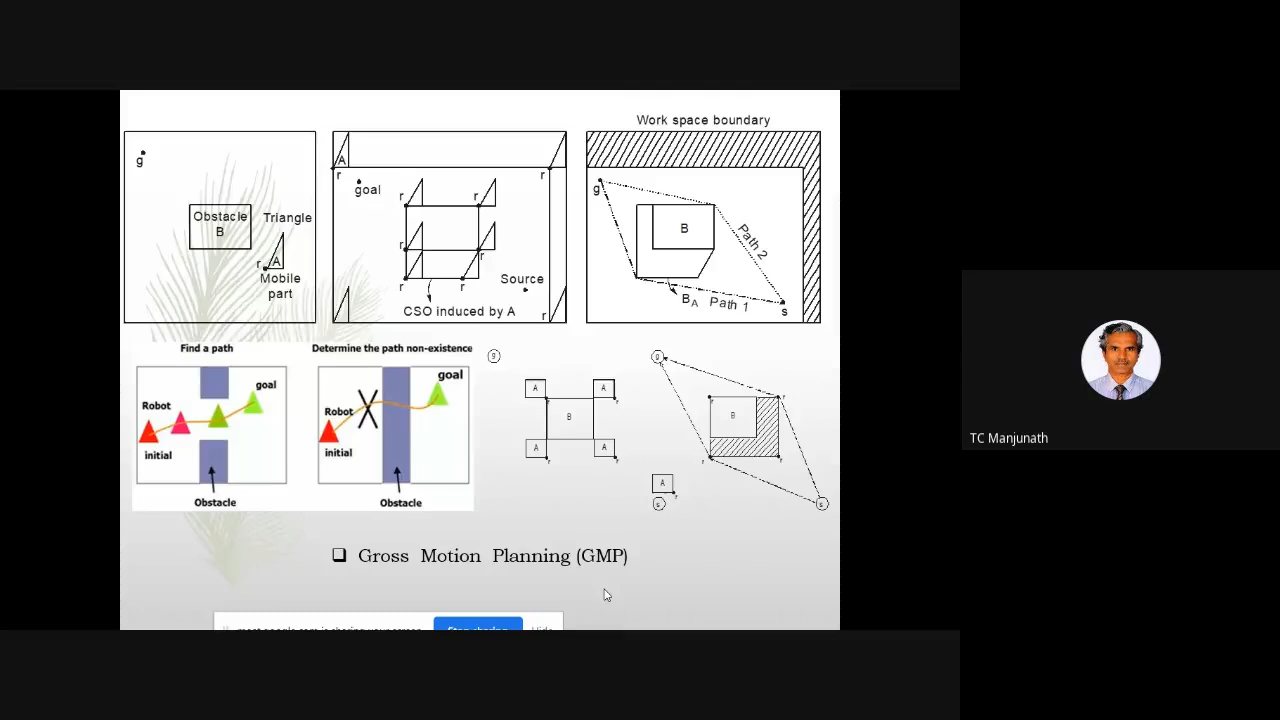 Work space boundary
g
Obstacle
B
Triangle
r
A
Mobile
part
A
r
goal
r
r
r
r
r
r
r
Source
CSO induced by A
r
g
B
Path 2
B A
Path 1
s
Find a path
Robot
goal
initial
Obstacle
Determine the path non-existence
goal
Robot
initial
Obstacle
g
A
A
r
r
B
A
A
r
r
g
r
r
B
r
r
A
r
s
s
❑ Gross Motion Planning (GMP)
TC Manjunath